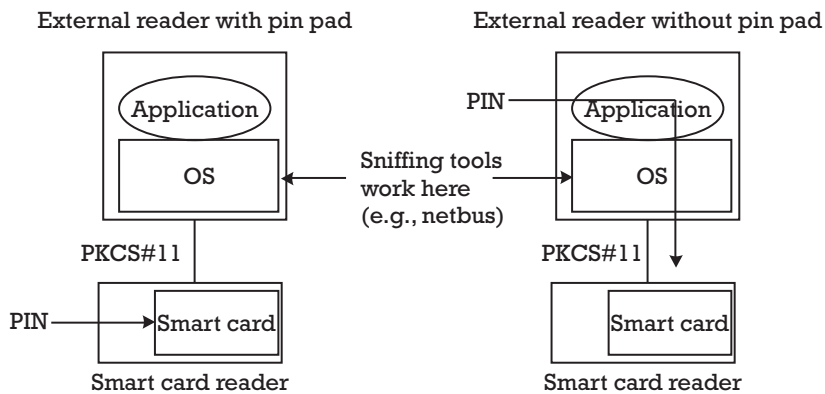 External reader with pin pad
External reader without pin pad
Application
PIN
Application
OS
Sniffing tools
work here
(e.g., netbus)
OS
PKCS#11
PKCS#11
PIN
Smart card
Smart card
Smart card reader
Smart card reader